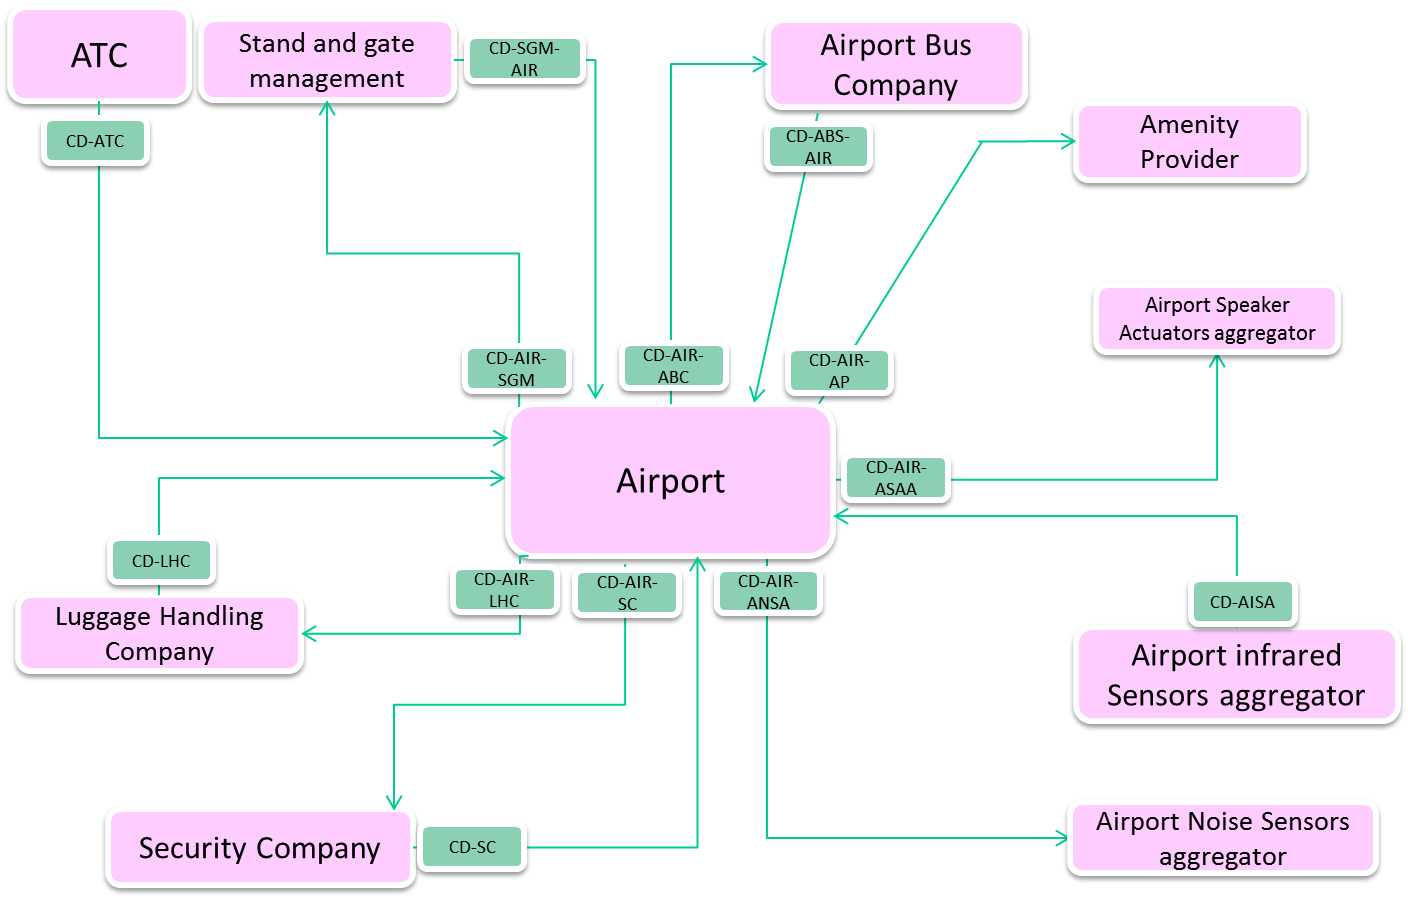 ATC
Stand and gate
management
CD-SGM-
AIR
Airport Bus
Company
CD-ATC
CD-ABS-
AIR
Amenity
Provider
Airport Speaker
Actuators aggregator
CD-AIR-
SGM
CD-AIR-
ABC
CD-AIR-
AP
Airport
CD-AIR-
ASAA
CD-LHC
Luggage Handling
Company
CD-AIR-
LHC
CD-AIR-
SC
CD-AIR-
ANSA
CD-AISA
Airport infrared
Sensors aggregator
Security Company
CD-SC
Airport Noise Sensors
aggregator